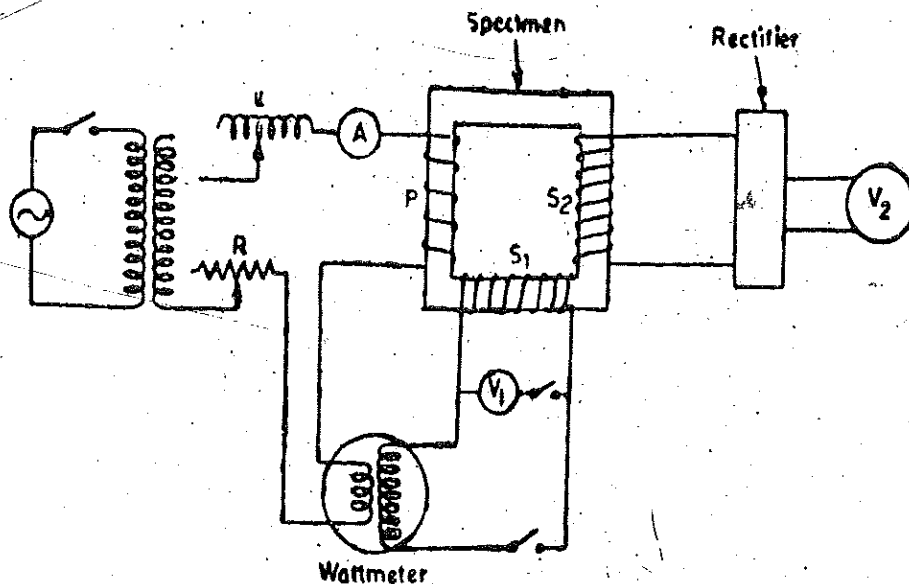 Specimen
Rectifier
A
P
S2
V2
R
S1
V1
Wattmeter